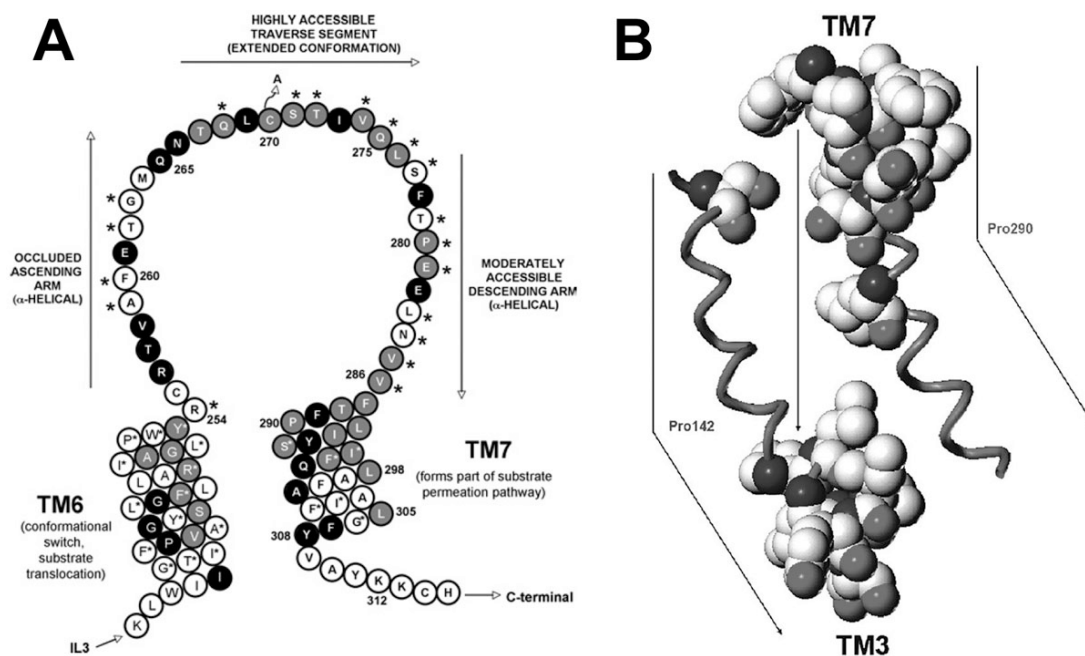 A
HIGHLY ACCESSIBLE
TRAVERSE SEGMENT
(EXTENDED CONFORMATION)
A
OCCLUDED
ASCENDING
ARM
(α-HELICAL)
R* C R T V A* F* E T* G* M Q N T Q* L C S* T* I V* Q L* S* F T* P* E* E L N* V* V*
254
260
265
270
275
280
286
MODERATELY
ACCESSIBLE
DESCENDING ARM
(α-HELICAL)
P* W* Y*
I* A G L*
L A R*
L* G F* L
G Y* S
F* P V A*
G* T* I*
K L W I I
TM6
(conformational
switch,
substrate
translocation)
IL3
290
P F T F
S* Y I L
Q F* I*
A F A L
F* I* A
Y F G* L
298
305
308
V A Y K K C H
312
C-terminal
TM7
(forms part of substrate
permeation pathway)
B
TM7
Pro290
Pro142
TM3